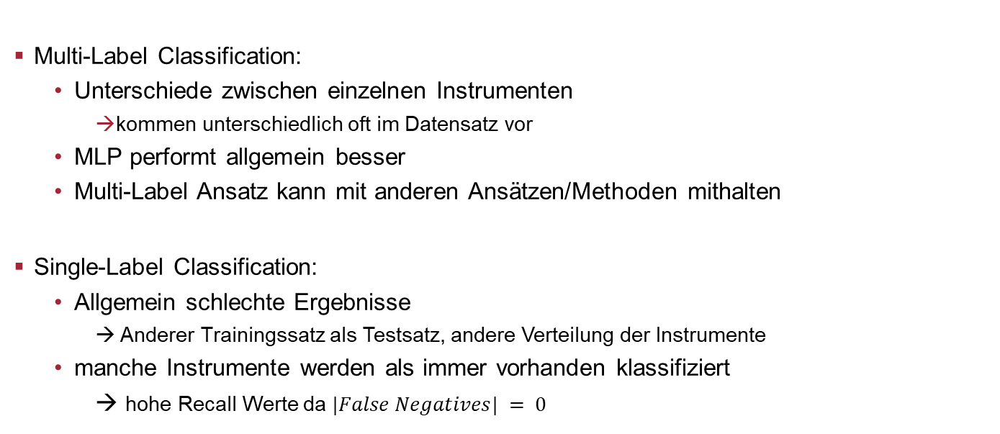 ▪ Multi-Label Classification:
• Unterschiede zwischen einzelnen Instrumenten
→kommen unterschiedlich oft im Datensatz vor
• MLP performt allgemein besser
• Multi-Label Ansatz kann mit anderen Ansätzen/Methoden mithalten
▪ Single-Label Classification:
• Allgemein schlechte Ergebnisse
→ Anderer Trainingssatz als Testsatz, andere Verteilung der Instrumente
• manche Instrumente werden als immer vorhanden klassifiziert
→ hohe Recall Werte da |False Negatives| = 0